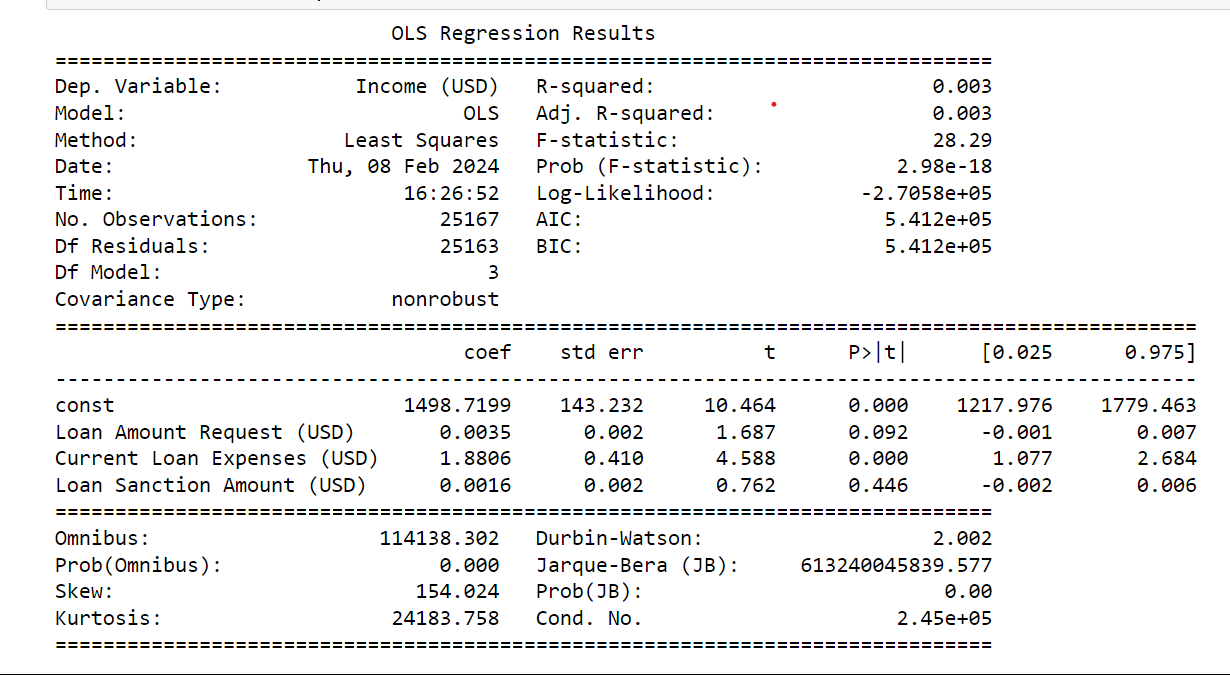 OLS Regression Results
==============================================================================
Dep. Variable: Income (USD) R-squared: 0.003
Model: OLS Adj. R-squared: 0.003
Method: Least Squares F-statistic: 28.29
Date: Thu, 08 Feb 2024 Prob (F-statistic): 2.98e-18
Time: 16:26:52 Log-Likelihood: -2.7058e+05
No. Observations: 25167 AIC: 5.412e+05
Df Residuals: 25163 BIC: 5.412e+05
Df Model: 3
Covariance Type: nonrobust
===============================================================================================
coef std err t P>|t| [0.025 0.975]
-----------------------------------------------------------------------------------------------
const 1498.7199 143.232 10.464 0.000 1217.976 1779.463
Loan Amount Request (USD) 0.0035 0.002 1.687 0.092 -0.001 0.007
Current Loan Expenses (USD) 1.8806 0.410 4.588 0.000 1.077 2.684
Loan Sanction Amount (USD) 0.0016 0.002 0.762 0.446 -0.002 0.006
==============================================================================
Omnibus: 114138.302 Durbin-Watson: 2.002
Prob(Omnibus): 0.000 Jarque-Bera (JB): 613240045839.577
Skew: 154.024 Prob(JB): 0.00
Kurtosis: 24183.758 Cond. No. 2.45e+05
==============================================================================